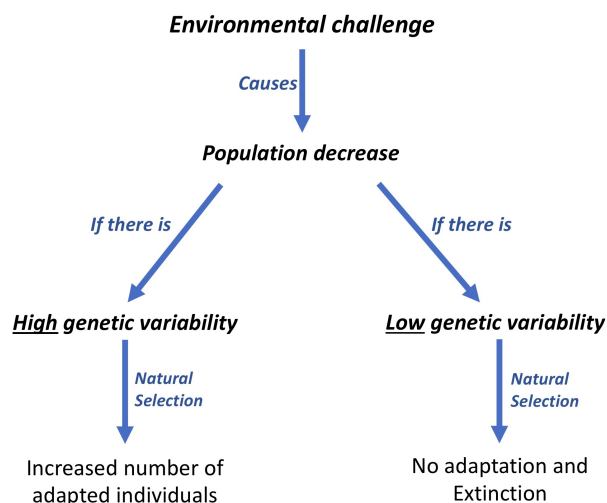 Environmental challenge
Causes
Population decrease
If there is
If there is
High genetic variability
Low genetic variability
Natural
Selection
Natural
Selection
Increased number of
adapted individuals
No adaptation and
Extinction